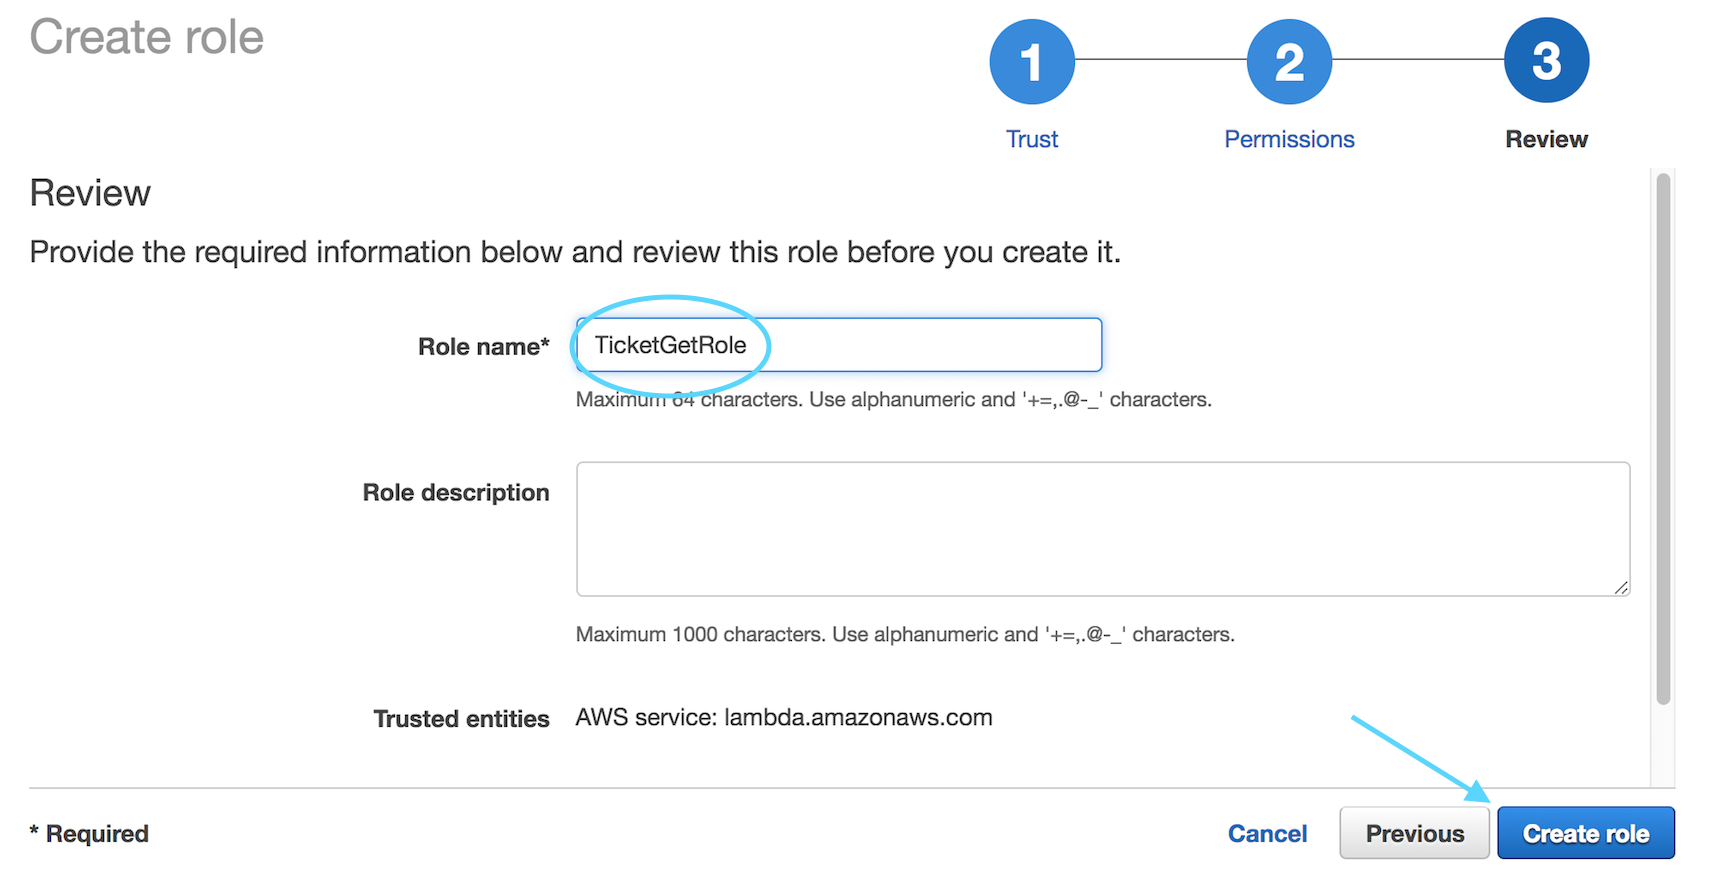 Create role
1 2 3
Trust Permissions Review
Review
Provide the required information below and review this role before you create it.
Role name* TicketGetRole
Maximum 64 characters. Use alphanumeric and '+=,.@-_' characters.
Role description
Maximum 1000 characters. Use alphanumeric and '+=,.@-_' characters.
Trusted entities AWS service: lambda.amazonaws.com
* Required Cancel Previous Create role